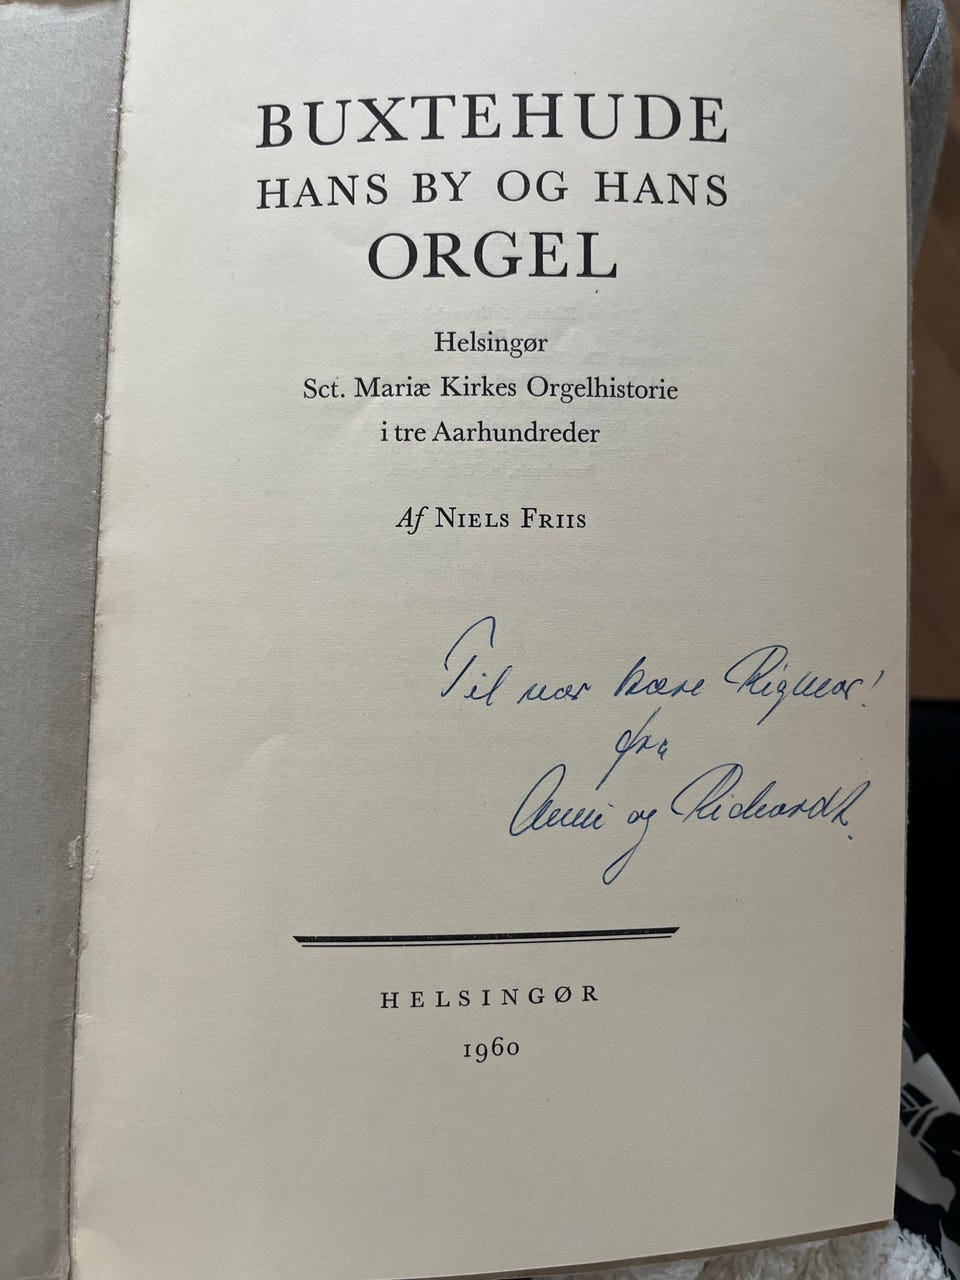 BUXTEHUDE
HANS BY OG HANS
ORGEL
Helsingør
Sct. Mariæ Kirkes Orgelhistorie
i tre Aarhundreder
Af NIELS FRIIS
Til vor kære Rigmor!
fra
Anni og Richardt.
HELSINGØR
1960